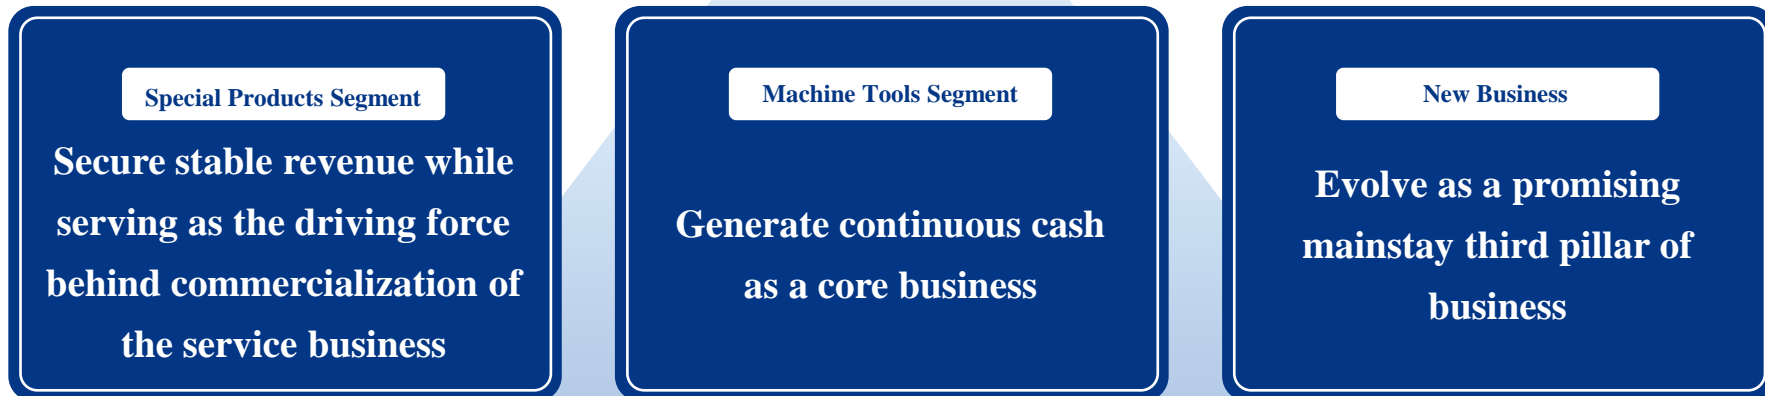 Special Products Segment
Secure stable revenue while
serving as the driving force
behind commercialization of
the service business
Machine Tools Segment
Generate continuous cash
as a core business
New Business
Evolve as a promising
mainstay third pillar of
business